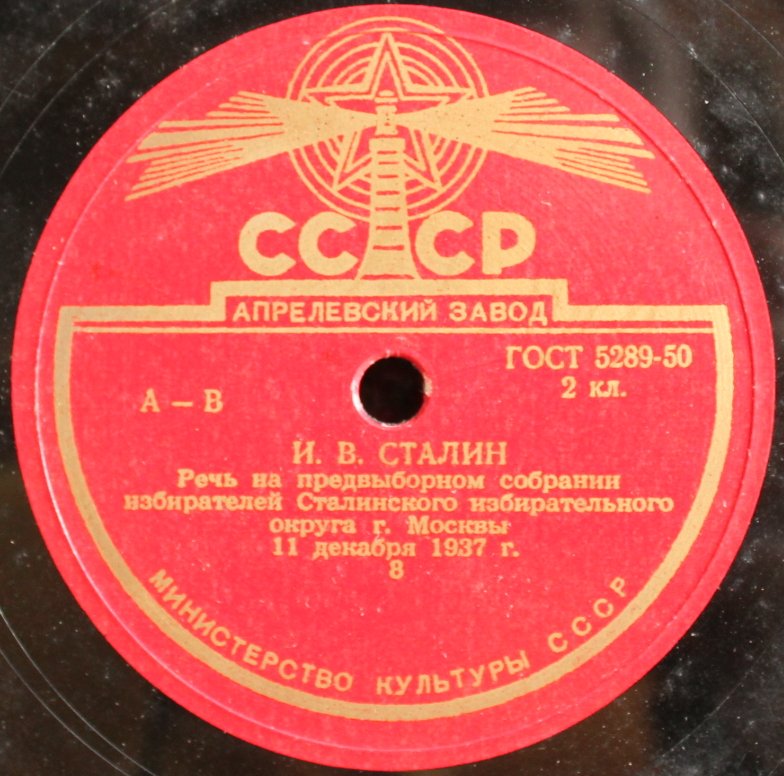 СССР
АПРЕЛЕВСКИЙ ЗАВОД
ГОСТ 5289-50
2 кл.
А – В
И. В. СТАЛИН
Речь на предвыборном собрании
избирателей Сталинского избирательного
округа г. Москвы
11 декабря 1937 г.
8
МИНИСТЕРСТВО КУЛЬТУРЫ СССР